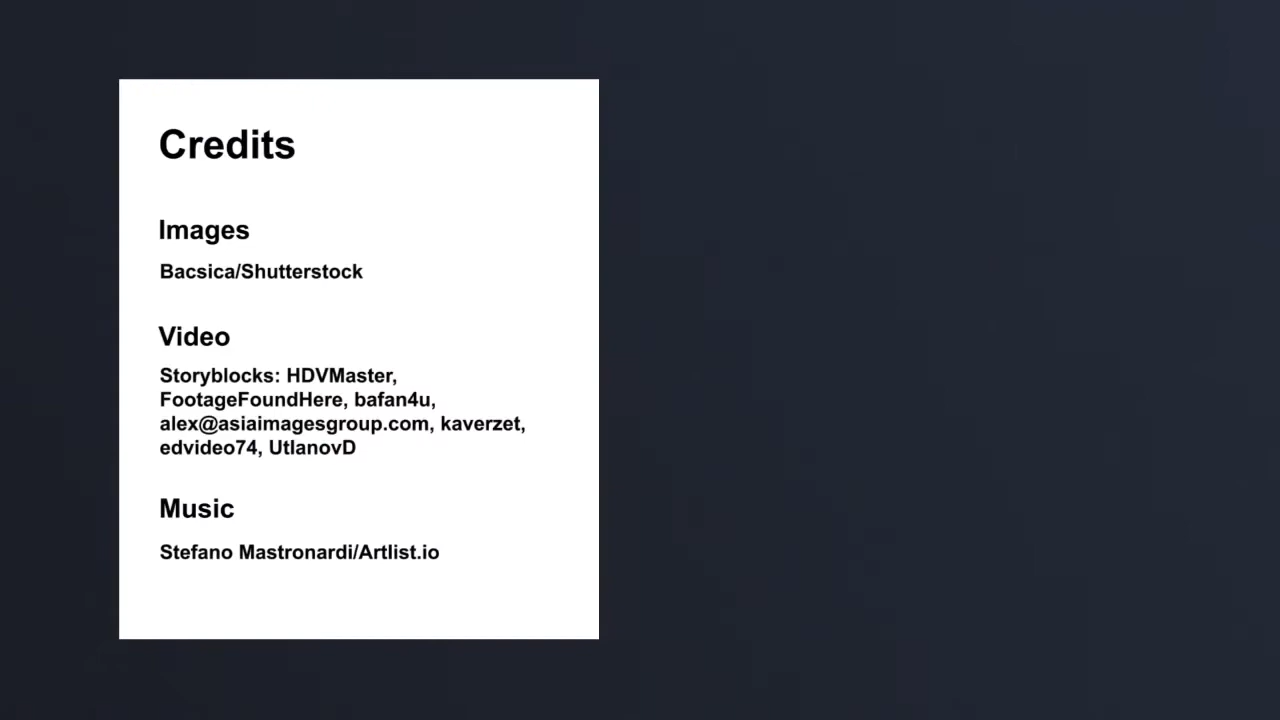 Credits
Images
Bacsica/Shutterstock
Video
Storyblocks: HDVMaster,
FootageFoundHere, bafan4u,
alex@asiaimagesgroup.com, kaverzet,
edvideo74, UtlanovD
Music
Stefano Mastronardi/Artlist.io